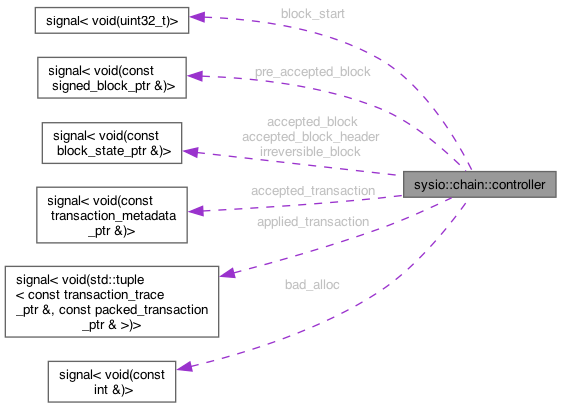 signal< void(uint32_t)>
block_start
signal< void(const
signed_block_ptr &)>
pre_accepted_block
signal< void(const
block_state_ptr &)>
accepted_block
accepted_block_header
irreversible_block
sysio::chain::controller
signal< void(const
transaction_metadata
_ptr &)>
accepted_transaction
applied_transaction
signal< void(std::tuple
< const transaction_trace
_ptr &, const packed_transaction
_ptr & >)>
bad_alloc
signal< void(const
int &)>